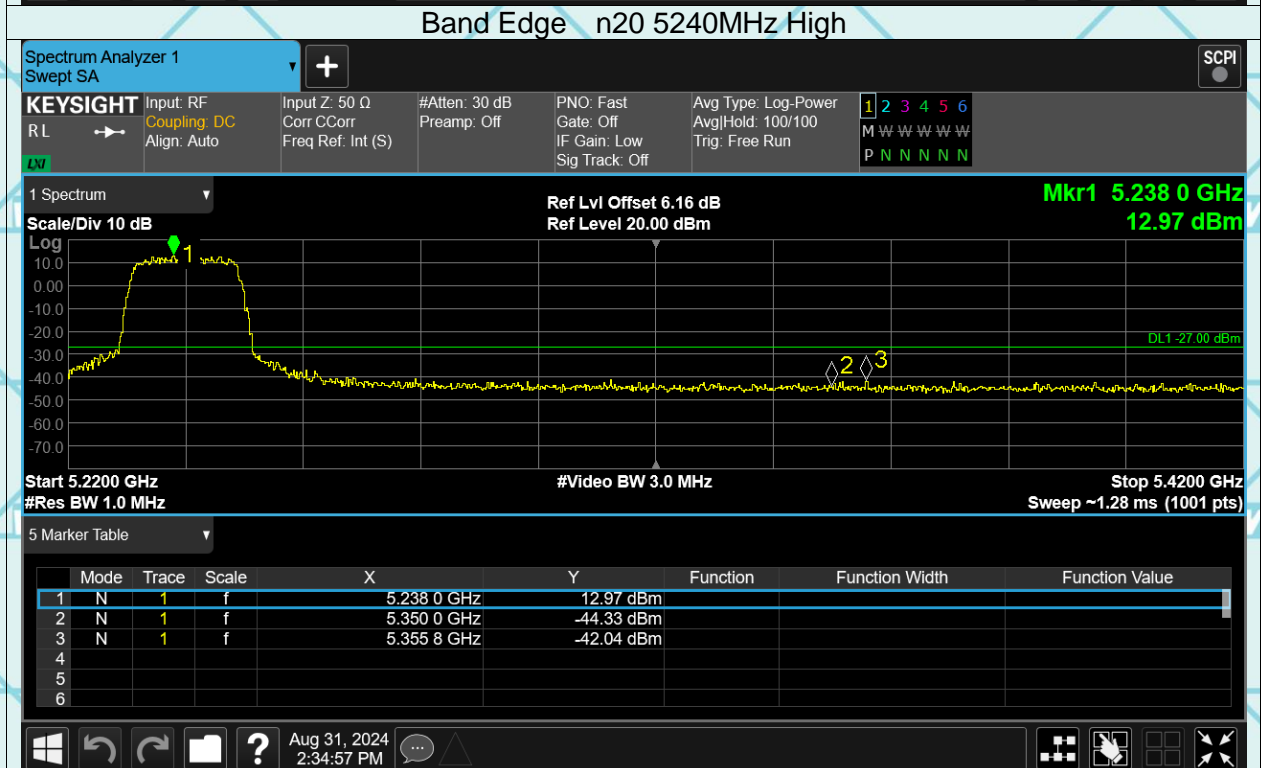 Band Edge n20 5240MHz High
Spectrum Analyzer 1
Swept SA
+
SCPI
KEYSIGHT
R L
LXI
Input: RF
Coupling: DC
Align: Auto
Input Z: 50 Ω
Corr CCorr
Freq Ref: Int (S)
#Atten: 30 dB
Preamp: Off
PNO: Fast
Gate: Off
IF Gain: Low
Sig Track: Off
Avg Type: Log-Power
Avg|Hold: 100/100
Trig: Free Run
1 2 3 4 5 6
M W W W W W
P N N N N N
1 Spectrum
Scale/Div 10 dB
Ref Lvl Offset 6.16 dB
Ref Level 20.00 dBm
Mkr1 5.238 0 GHz
12.97 dBm
Log
10.0
0.00
-10.0
-20.0
-30.0
-40.0
-50.0
-60.0
-70.0
1
2
3
DL1 -27.00 dBm
Start 5.2200 GHz
#Video BW 3.0 MHz
Stop 5.4200 GHz
#Res BW 1.0 MHz
Sweep ~1.28 ms (1001 pts)
5 Marker Table
Mode Trace Scale X Y Function Function Width Function Value
1 N 1 f 5.238 0 GHz 12.97 dBm
2 N 1 f 5.350 0 GHz -44.33 dBm
3 N 1 f 5.355 8 GHz -42.04 dBm
4
5
6
?
Aug 31, 2024
2:34:57 PM